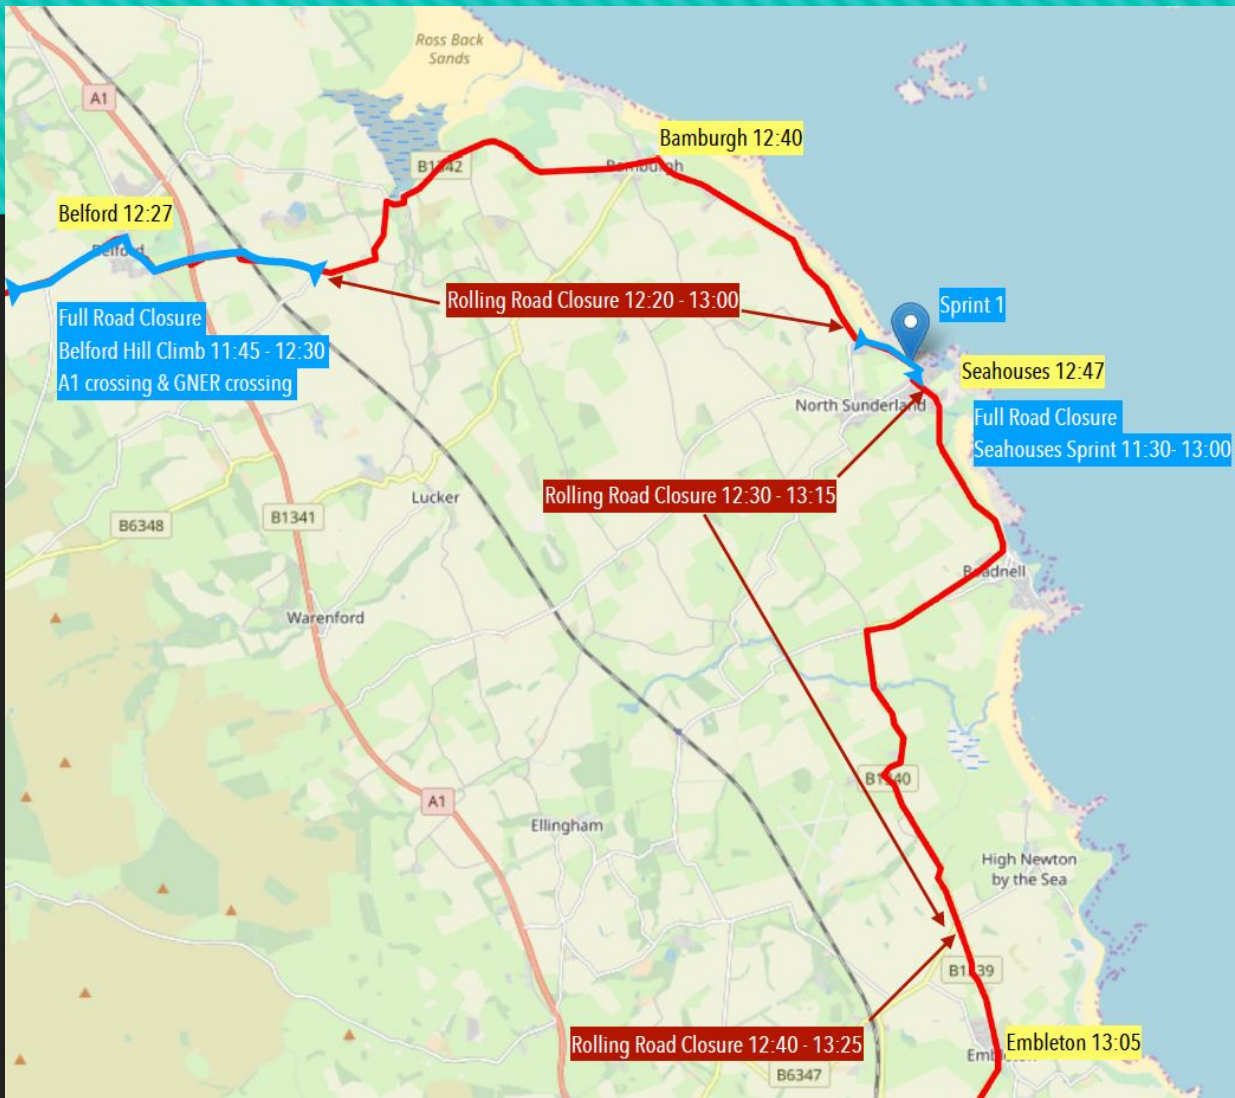 Ross Back
Sands
A1
Bamburgh 12:40
B1342
Bamburgh
Belford 12:27
Belford
Rolling Road Closure 12:20 - 13:00
Sprint 1
Full Road Closure
Belford Hill Climb 11:45 - 12:30
A1 crossing & GNER crossing
Seahouses 12:47
North Sunderland
Full Road Closure
Seahouses Sprint 11:30- 13:00
Rolling Road Closure 12:30 - 13:15
Lucker
B6348
B1341
Beadnell
Warenford
B1340
A1
Ellingham
High Newton
by the Sea
B1339
Rolling Road Closure 12:40 - 13:25
Embleton 13:05
Embleton
B6347